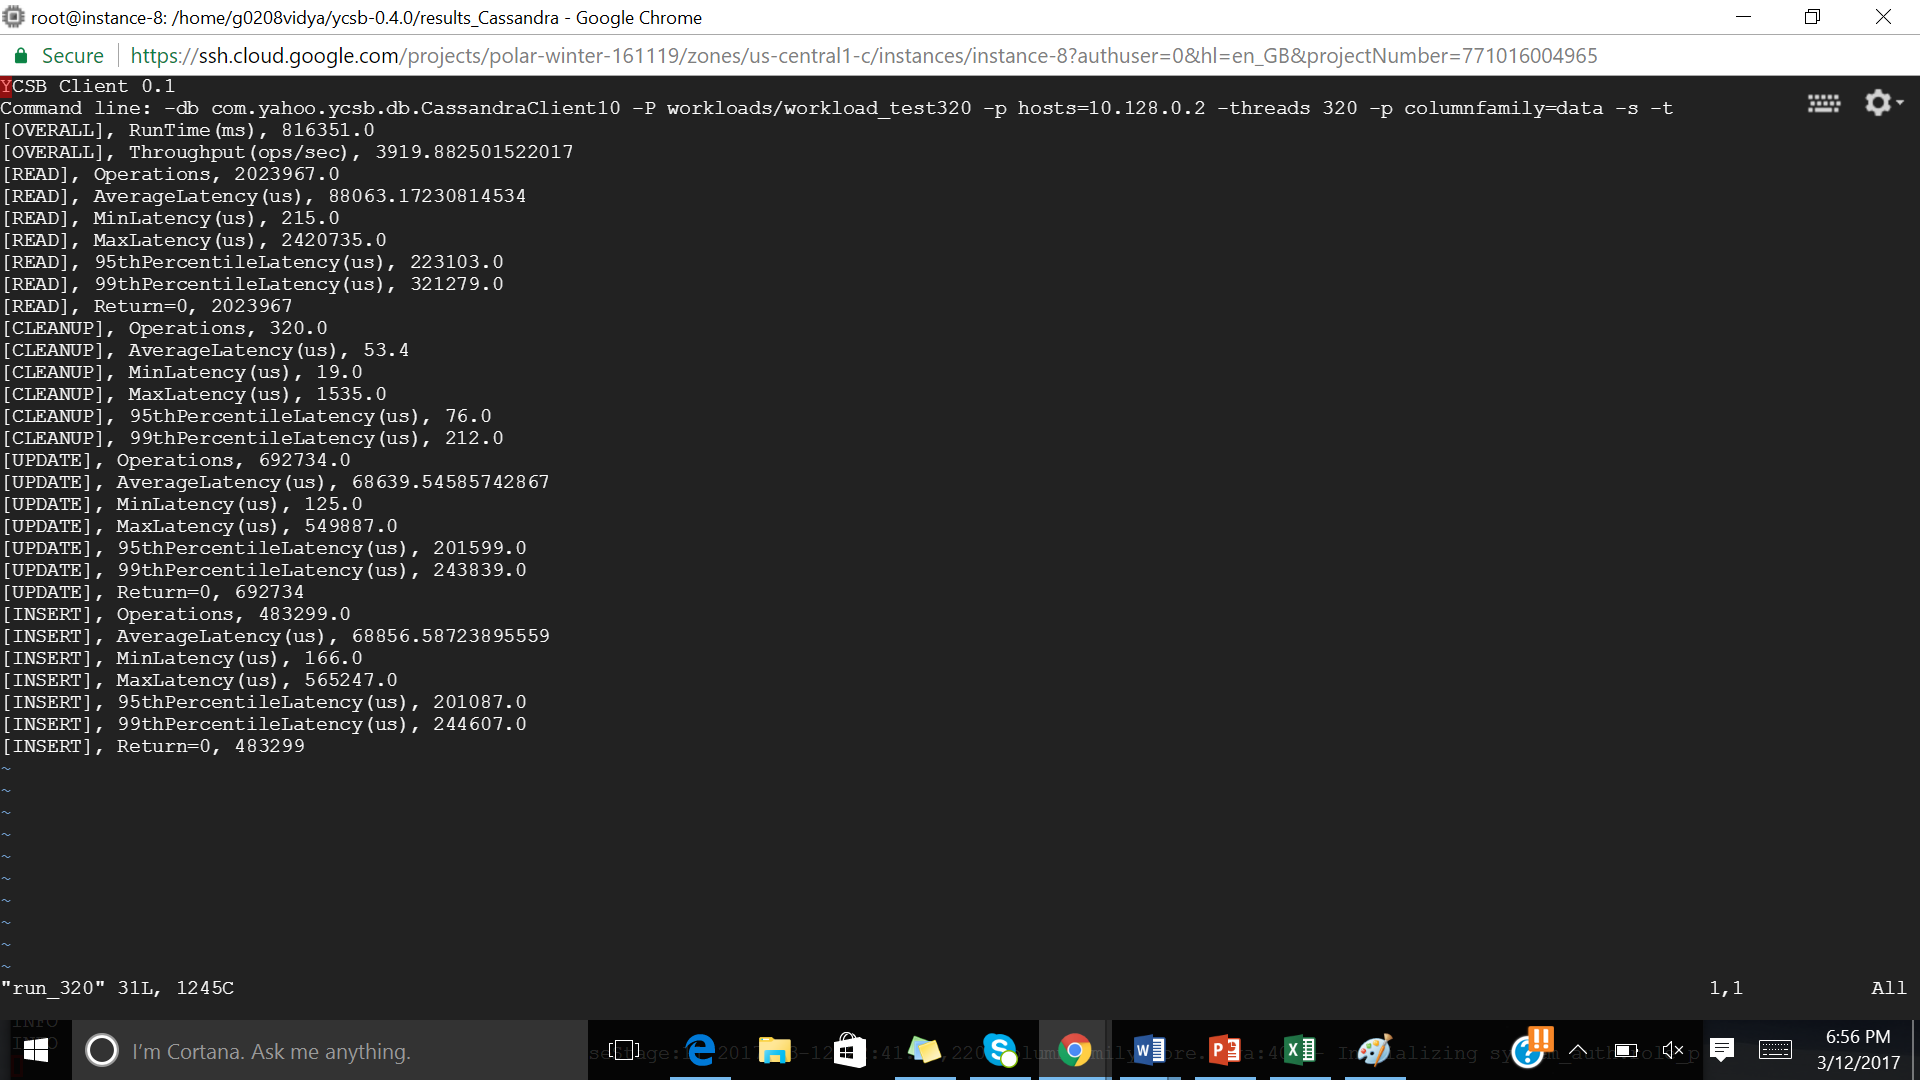 root@instance-8: /home/g0208vidya/ycsb-0.4.0/results_Cassandra - Google Chrome
Secure https://ssh.cloud.google.com/projects/polar-winter-161119/zones/us-central1-c/instances/instance-8?authuser=0&hl=en_GB&projectNumber=771016004965
YCSB Client 0.1
Command line: -db com.yahoo.ycsb.db.CassandraClient10 -P workloads/workload_test320 -p hosts=10.128.0.2 -threads 320 -p columnfamily=data -s -t
[OVERALL], RunTime(ms), 816351.0
[OVERALL], Throughput(ops/sec), 3919.882501522017
[READ], Operations, 2023967.0
[READ], AverageLatency(us), 88063.17230814534
[READ], MinLatency(us), 215.0
[READ], MaxLatency(us), 2420735.0
[READ], 95thPercentileLatency(us), 223103.0
[READ], 99thPercentileLatency(us), 321279.0
[READ], Return=0, 2023967
[CLEANUP], Operations, 320.0
[CLEANUP], AverageLatency(us), 53.4
[CLEANUP], MinLatency(us), 19.0
[CLEANUP], MaxLatency(us), 1535.0
[CLEANUP], 95thPercentileLatency(us), 76.0
[CLEANUP], 99thPercentileLatency(us), 212.0
[UPDATE], Operations, 692734.0
[UPDATE], AverageLatency(us), 68639.54585742867
[UPDATE], MinLatency(us), 125.0
[UPDATE], MaxLatency(us), 549887.0
[UPDATE], 95thPercentileLatency(us), 201599.0
[UPDATE], 99thPercentileLatency(us), 243839.0
[UPDATE], Return=0, 692734
[INSERT], Operations, 483299.0
[INSERT], AverageLatency(us), 68856.58723895559
[INSERT], MinLatency(us), 166.0
[INSERT], MaxLatency(us), 565247.0
[INSERT], 95thPercentileLatency(us), 201087.0
[INSERT], 99thPercentileLatency(us), 244607.0
[INSERT], Return=0, 483299
~
~
~
~
~
~
~
~
~
~
"run_320" 31L, 1245C 1,1 All
INFO
I'm Cortana. Ask me anything.
6:56 PM
3/12/2017